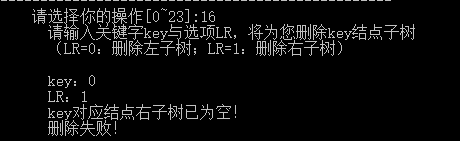 请选择你的操作[0~23]:16
请输入关键字key与选项LR，将为您删除key结点子树
（LR=0：删除左子树；LR=1：删除右子树）
key：0
LR：1
key对应结点右子树已为空!
删除失败!